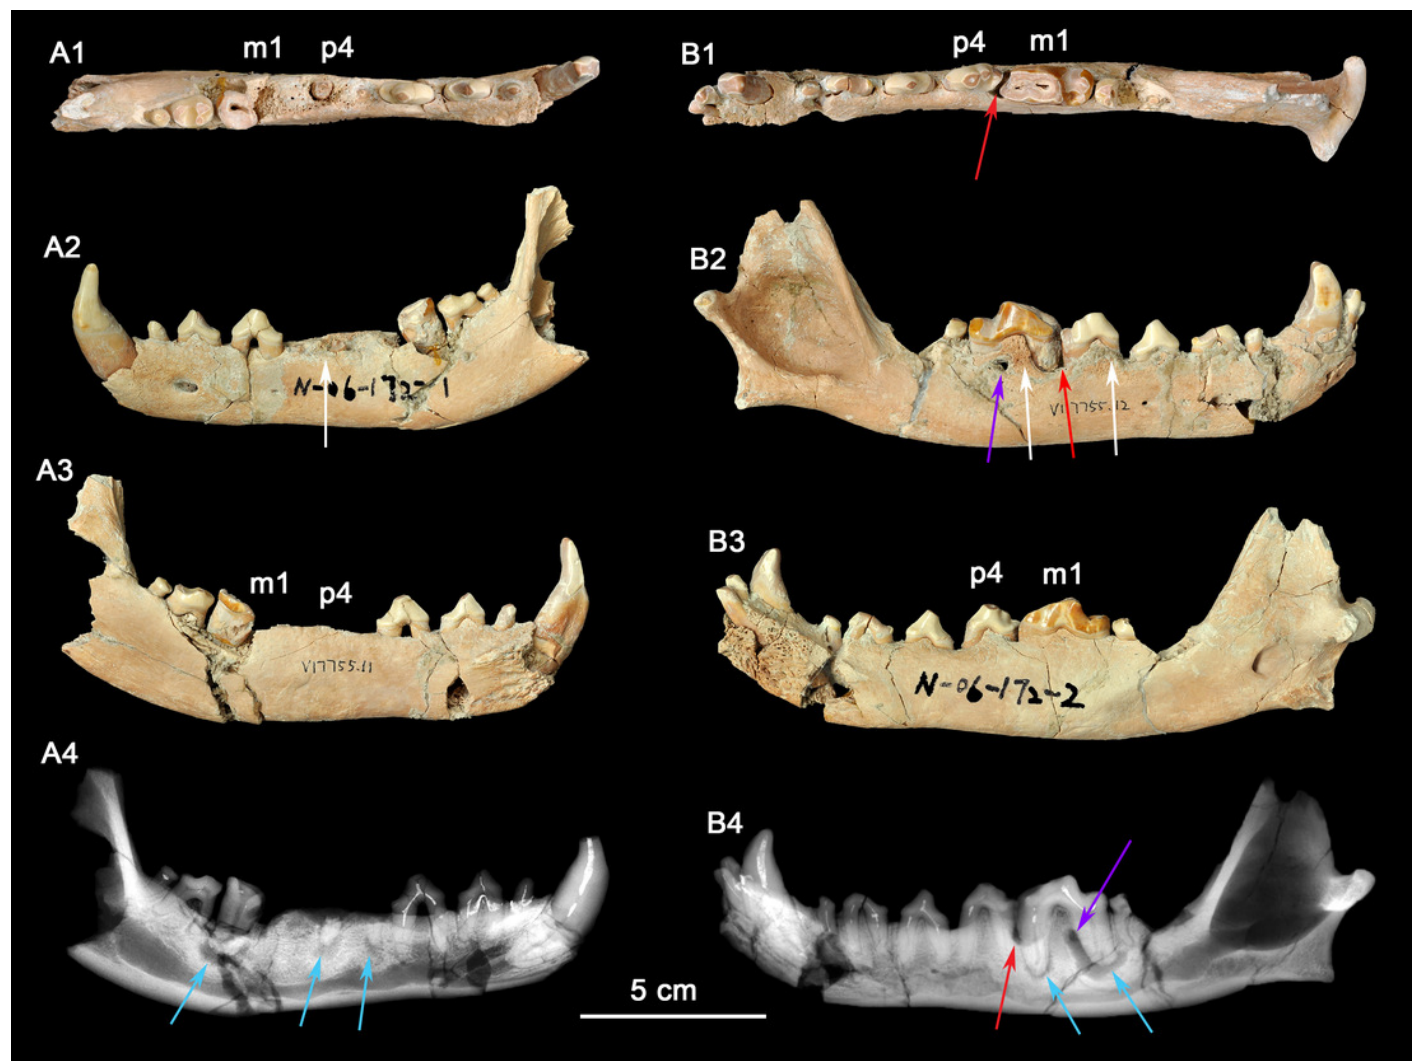 A1 m1 p4
B1 p4 m1
A2
N-06-172-1
B2
V17755.12
A3 m1 p4
V17755.11
B3 p4 m1
N-06-172-2
A4
B4
5 cm